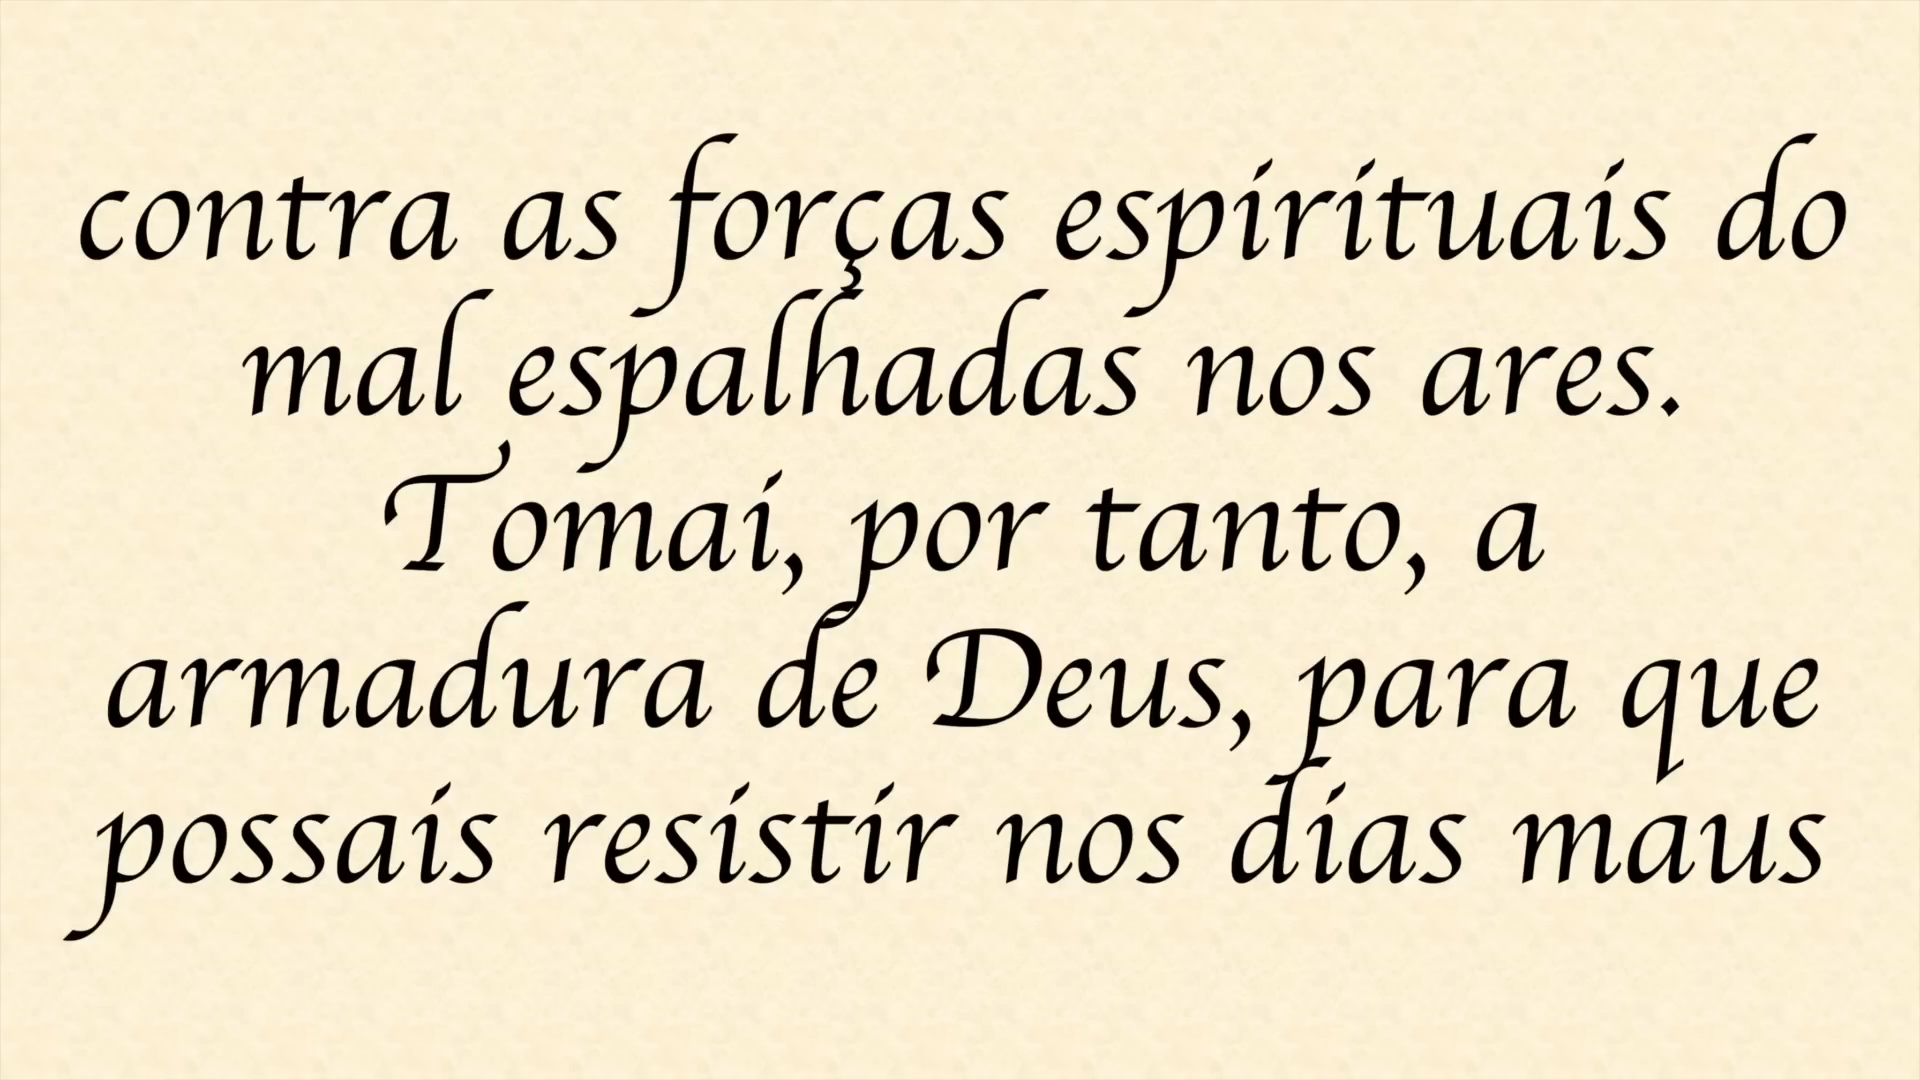 contra as forças espirituais do
mal espalhadas nos ares.
Tomai, por tanto, a
armadura de Deus, para que
possais resistir nos dias maus